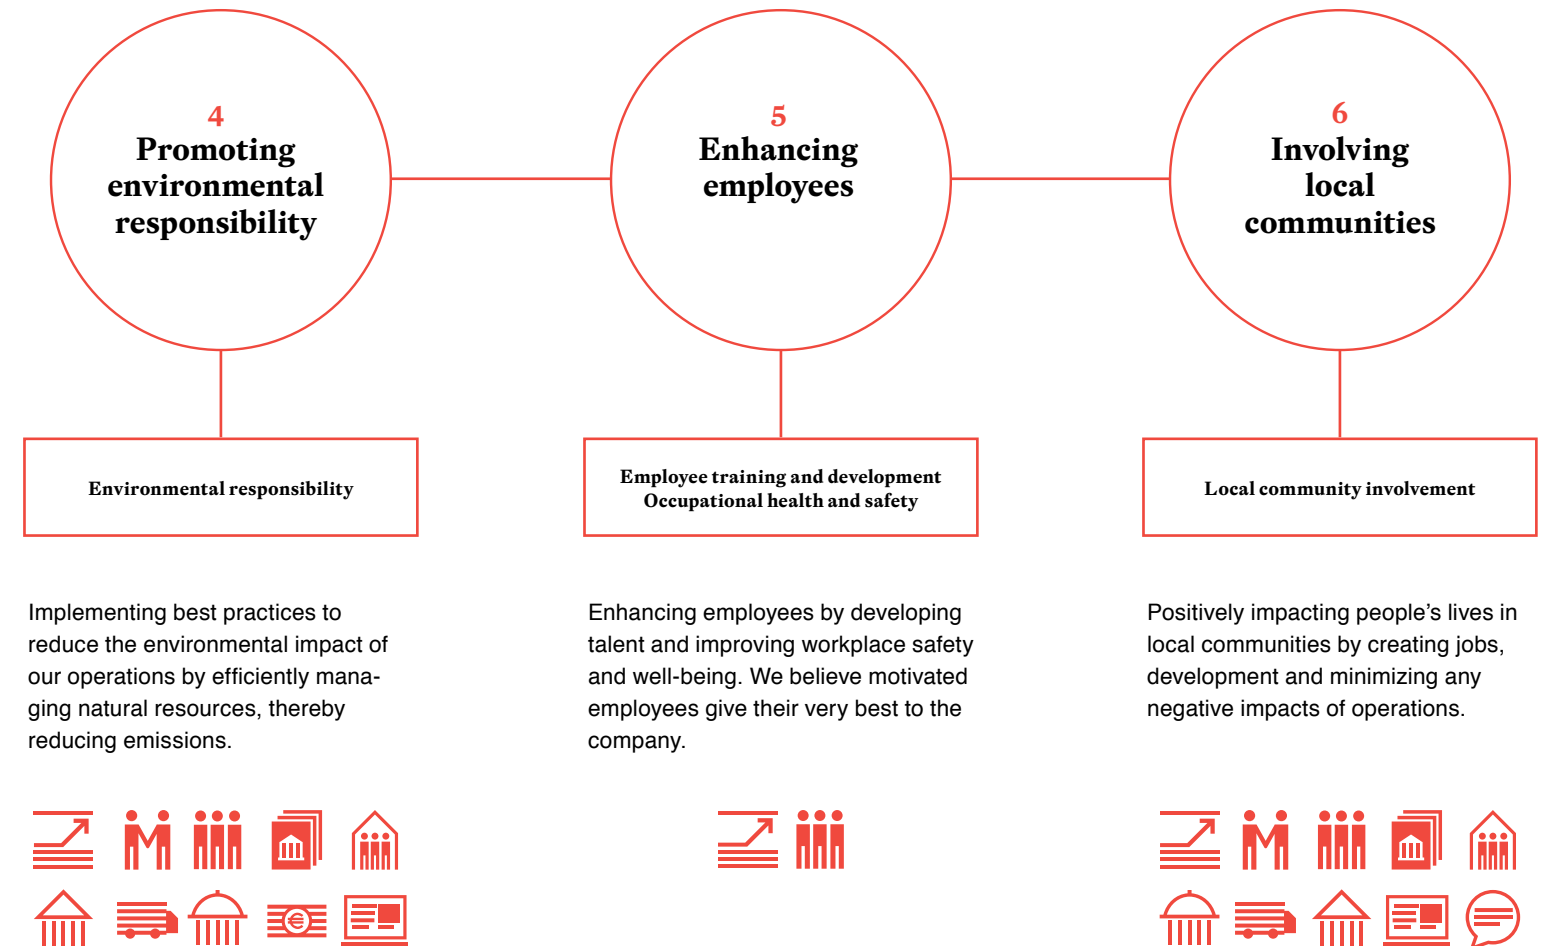 4
Promoting
environmental
responsibility
5
Enhancing
employees
6
Involving
local
communities
Environmental responsibility
Employee training and development
Occupational health and safety
Local community involvement
Implementing best practices to
reduce the environmental impact of
our operations by efficiently mana-
ging natural resources, thereby
reducing emissions.
Enhancing employees by developing
talent and improving workplace safety
and well-being. We believe motivated
employees give their very best to the
company.
Positively impacting people’s lives in
local communities by creating jobs,
development and minimizing any
negative impacts of operations.
€